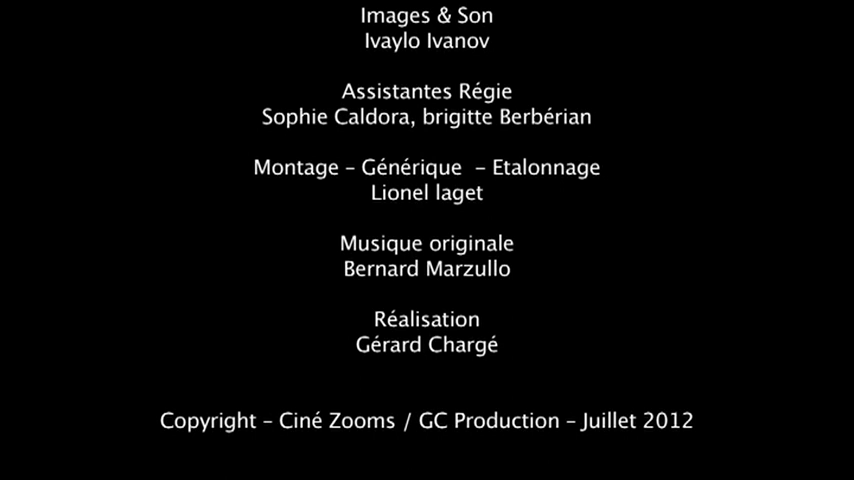 Images & Son
Ivaylo Ivanov
Assistantes Régie
Sophie Caldora, brigitte Berbérian
Montage - Générique - Etalonnage
Lionel laget
Musique originale
Bernard Marzullo
Réalisation
Gérard Chargé
Copyright - Ciné Zooms / GC Production - Juillet 2012